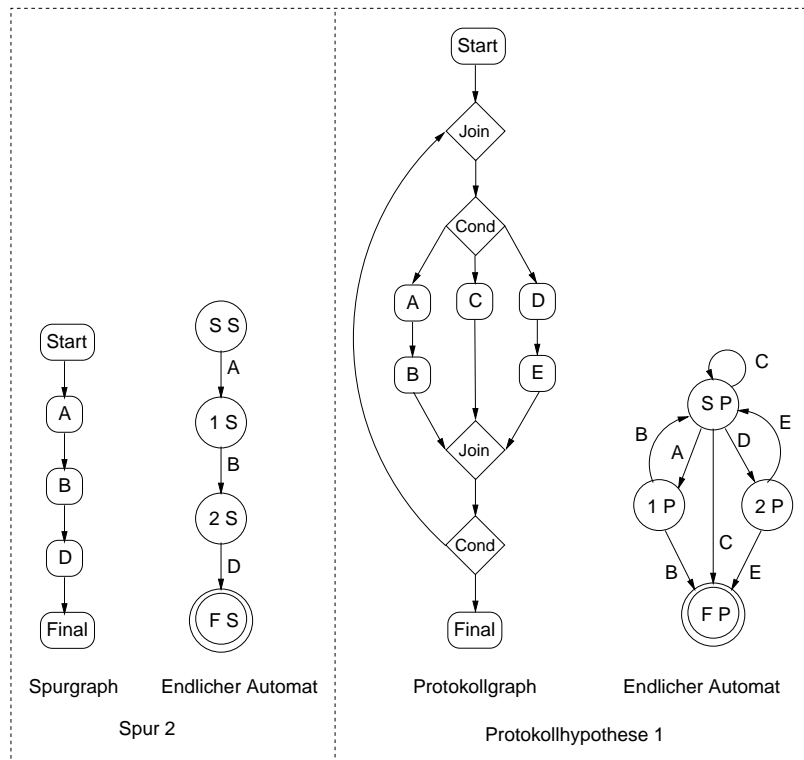 Start
A
B
D
Final
Spurgraph
S S
A
1 S
B
2 S
D
F S
Endlicher Automat
Spur 2
Start
Join
Cond
A
C
D
B
E
Join
Cond
Final
Protokollgraph
C
S P
B
A
D
E
1 P
2 P
B
C
E
F P
Endlicher Automat
Protokollhypothese 1